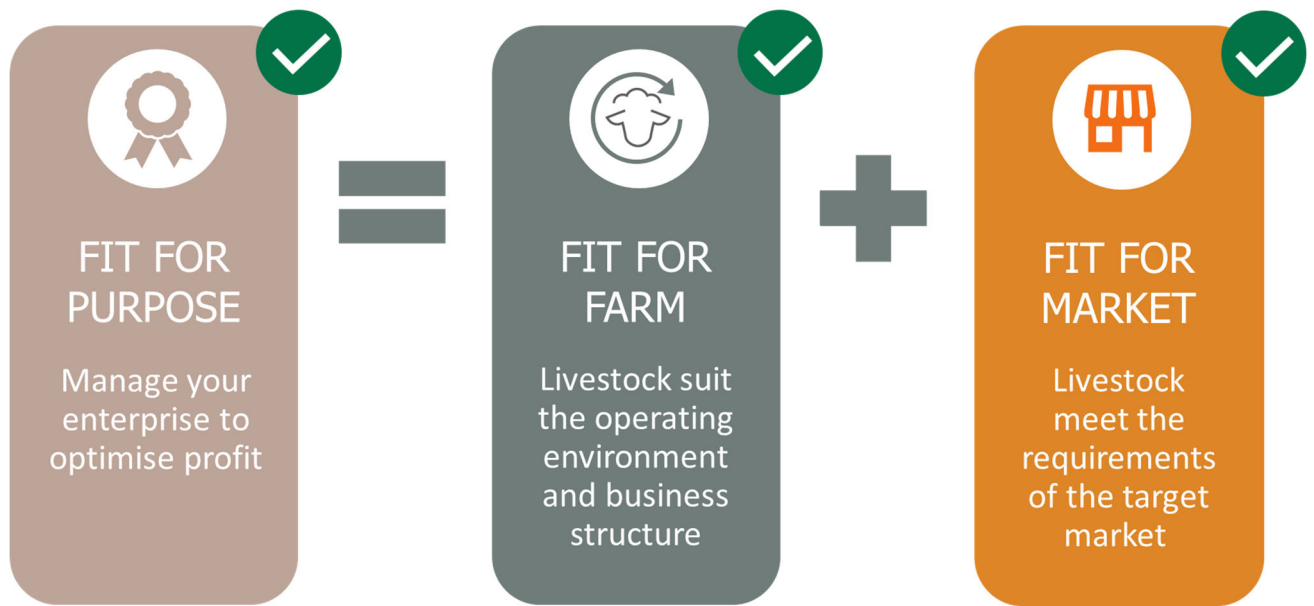 FIT FOR
PURPOSE
Manage your
enterprise to
optimise profit
=
FIT FOR
FARM
Livestock suit
the operating
environment
and business
structure
+
FIT FOR
MARKET
Livestock
meet the
requirements
of the target
market